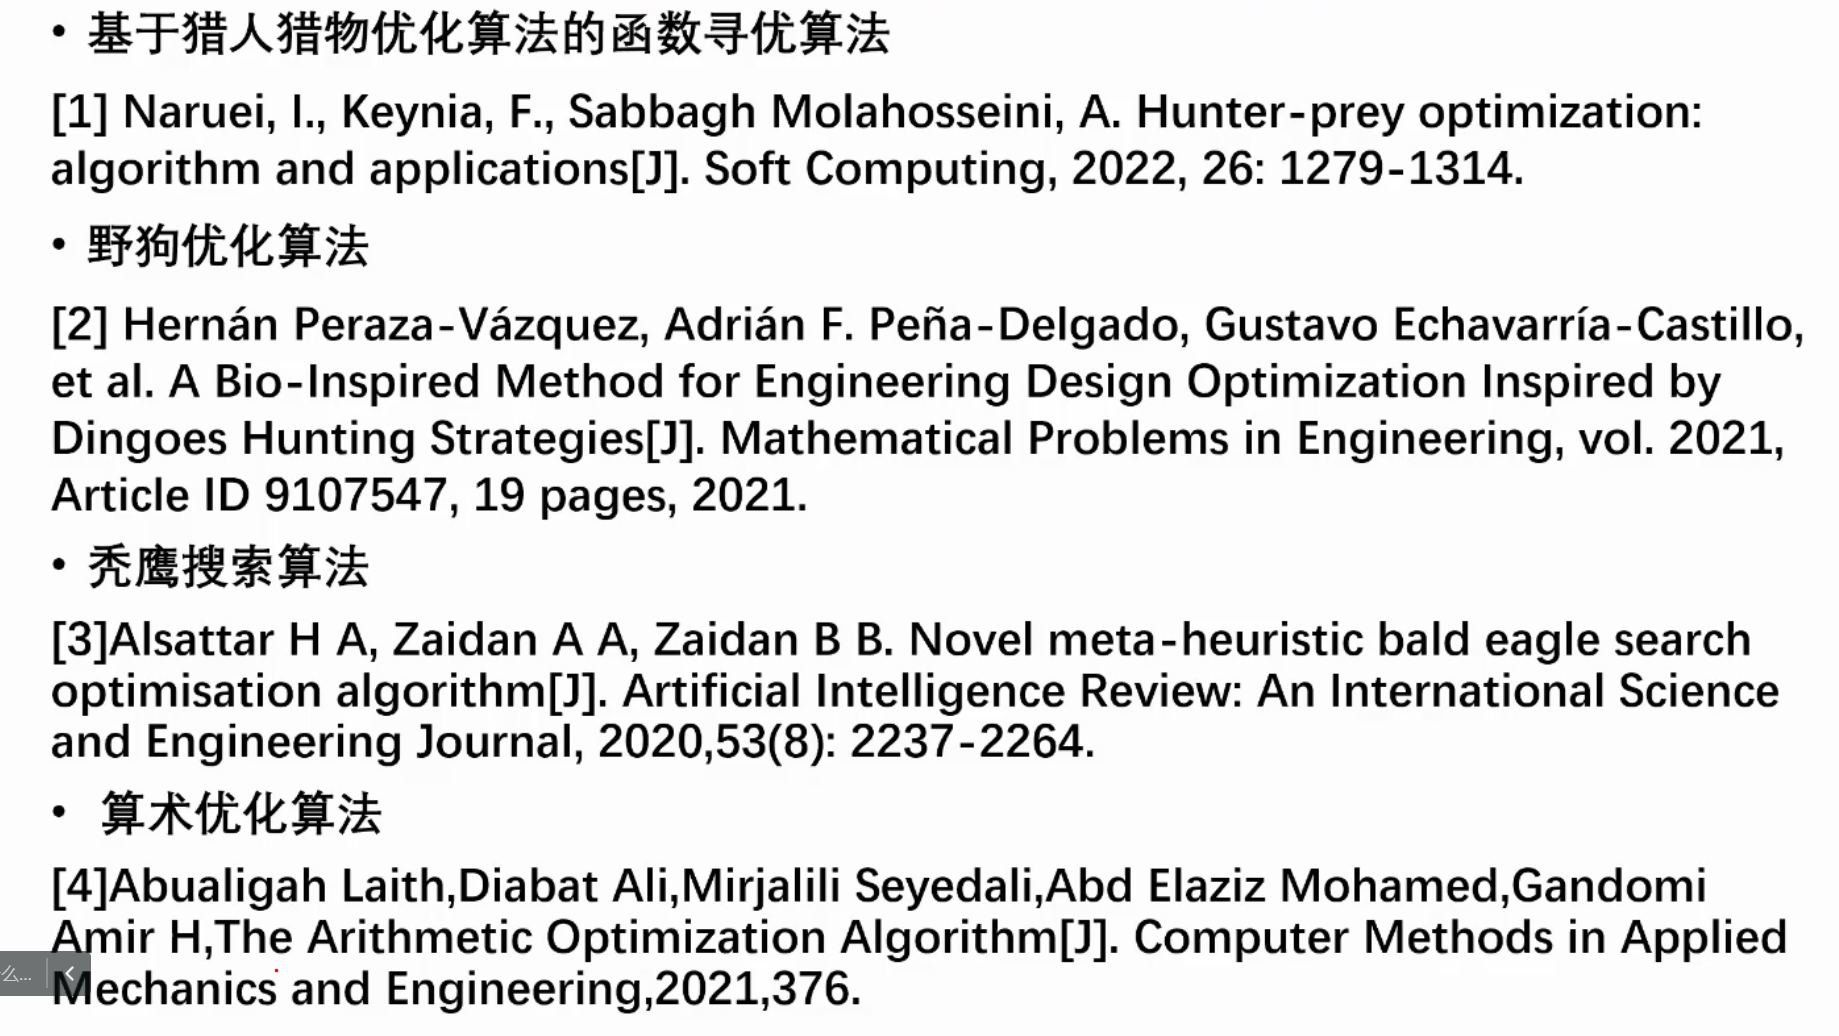 • 基于猎人猎物优化算法的函数寻优算法
[1] Naruei, I., Keynia, F., Sabbagh Molahosseini, A. Hunter-prey optimization:
algorithm and applications[J]. Soft Computing, 2022, 26: 1279-1314.
• 野狗优化算法
[2] Hernán Peraza-Vázquez, Adrián F. Peña-Delgado, Gustavo Echavarría-Castillo,
et al. A Bio-Inspired Method for Engineering Design Optimization Inspired by
Dingoes Hunting Strategies[J]. Mathematical Problems in Engineering, vol. 2021,
Article ID 9107547, 19 pages, 2021.
• 秃鹰搜索算法
[3]Alsattar H A, Zaidan A A, Zaidan B B. Novel meta-heuristic bald eagle search
optimisation algorithm[J]. Artificial Intelligence Review: An International Science
and Engineering Journal, 2020,53(8): 2237-2264.
• 算术优化算法
[4]Abualigah Laith,Diabat Ali,Mirjalili Seyedali,Abd Elaziz Mohamed,Gandomi
Amir H,The Arithmetic Optimization Algorithm[J]. Computer Methods in Applied
么...
Mechanics and Engineering,2021,376.